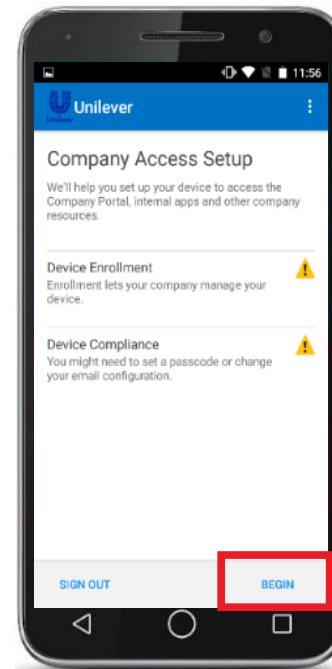 11:56
Unilever
Unilever
Company Access Setup
We'll help you set up your device to access the
Company Portal, internal apps and other company
resources.
Device Enrollment
Enrollment lets your company manage your
device.
Device Compliance
You might need to set a passcode or change
your email configuration.
SIGN OUT BEGIN